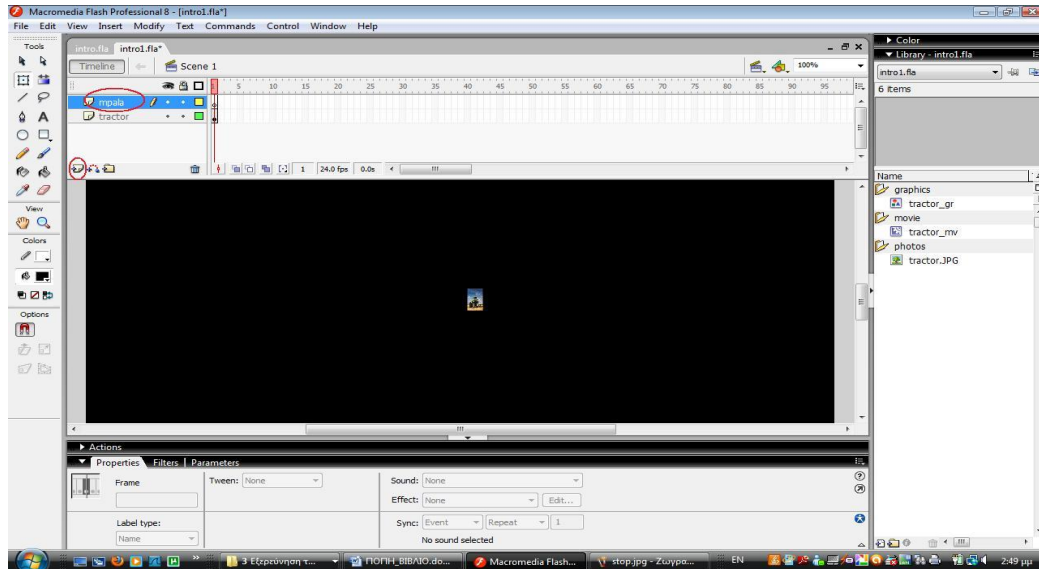 Macromedia Flash Professional 8 - [intro1.fla*]
File Edit View Insert Modify Text Commands Control Window Help
Tools
View
Colors
Options
intro.fla intro1.fla*
Timeline Scene 1 100%
5 10 15 20 25 30 35 40 45 50 55 60 65 70 75 80 85 90 95
mpala
tractor
1 24.0 fps 0.0s
Color
Library - intro1.fla
intro1.fla
6 items
Name
graphics
tractor_gr
movie
tractor_mv
photos
tractor.JPG
Actions
Properties Filters Parameters
Frame Tween: None Sound: None
Effect: None Edit...
Label type: Sync: Event Repeat 1
Name No sound selected
3 Εξερεύνηση τ... ΠΟΠΗ_ΒΙΒΛΙΟ.do... Macromedia Flash... stop.jpg - Ζωγρα... EN 2:49 μμ